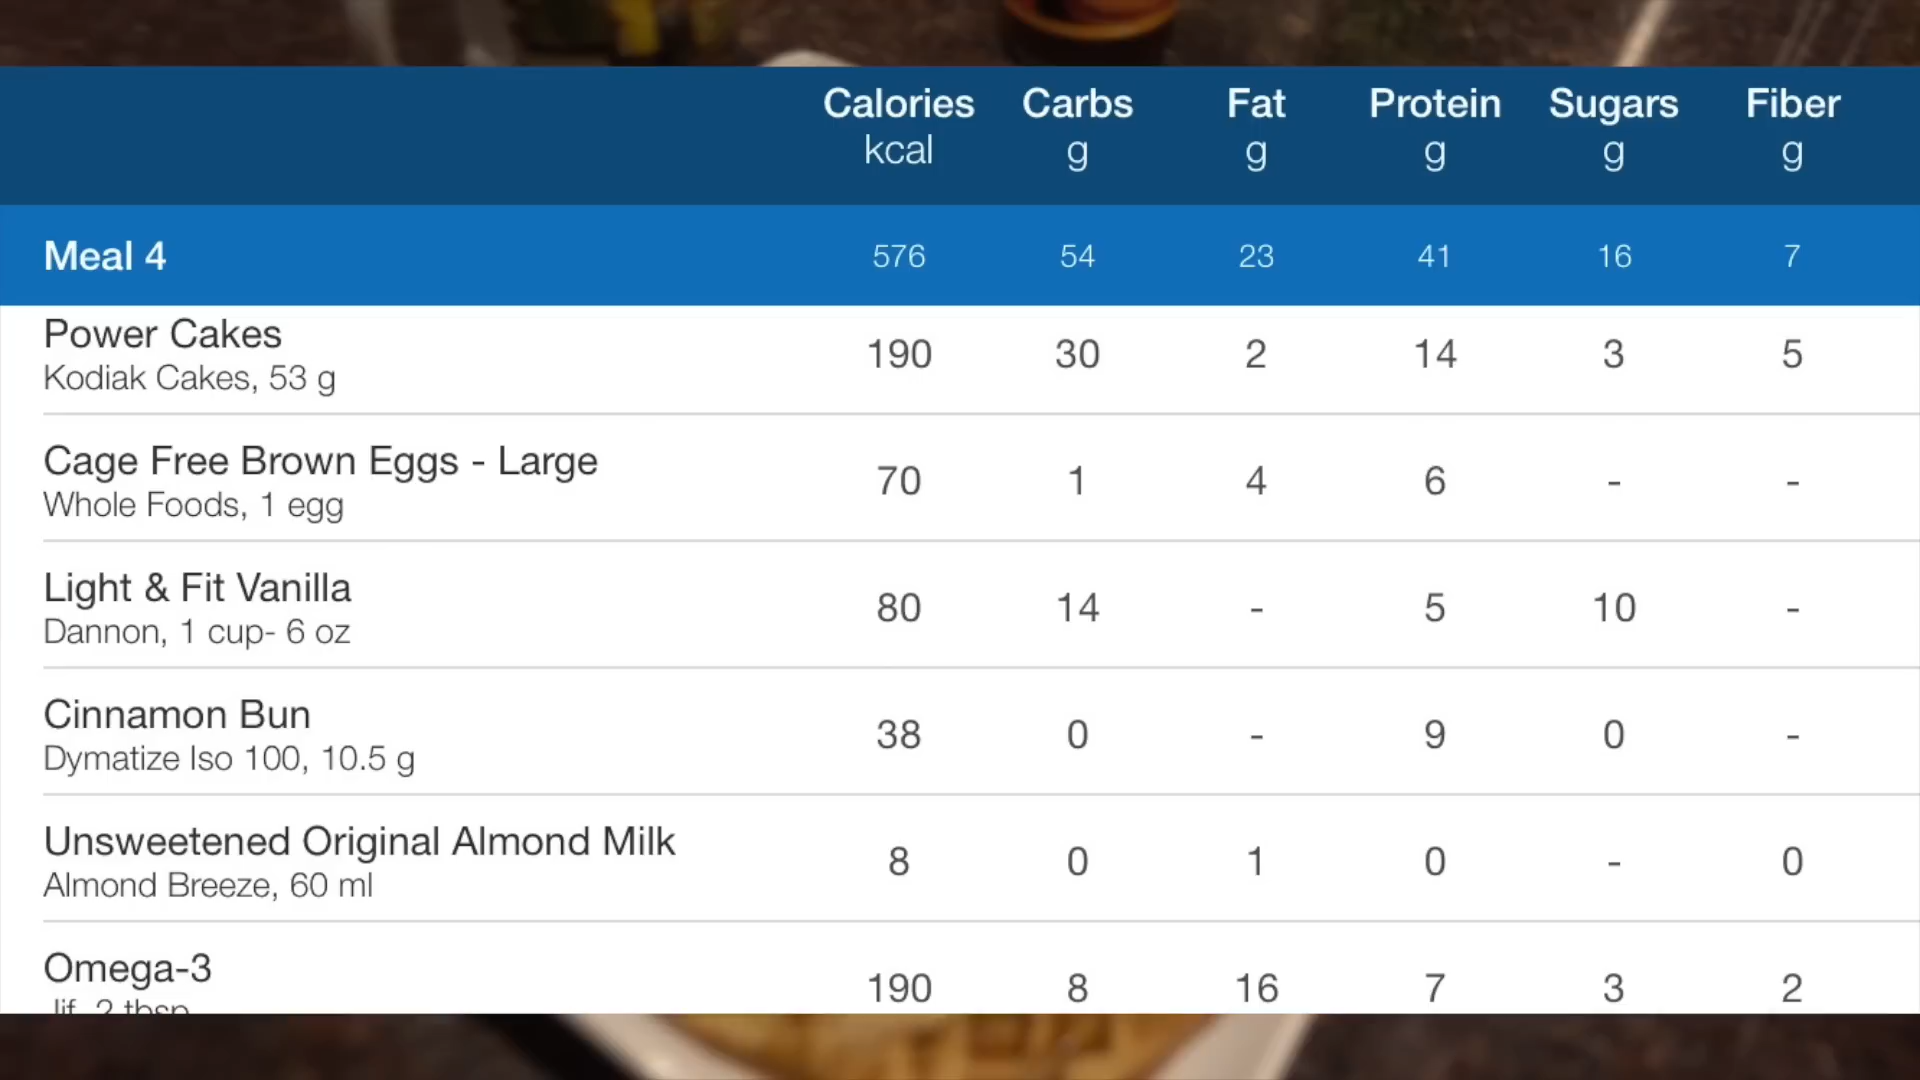 Calories Carbs Fat Protein Sugars Fiber
kcal g g g g g
Meal 4 576 54 23 41 16 7
Power Cakes 190 30 2 14 3 5
Kodiak Cakes, 53 g
Cage Free Brown Eggs - Large 70 1 4 6 - -
Whole Foods, 1 egg
Light & Fit Vanilla 80 14 - 5 10 -
Dannon, 1 cup- 6 oz
Cinnamon Bun 38 0 - 9 0 -
Dymatize Iso 100, 10.5 g
Unsweetened Original Almond Milk 8 0 1 0 - 0
Almond Breeze, 60 ml
Omega-3 190 8 16 7 3 2
Jif, 2 tbsp